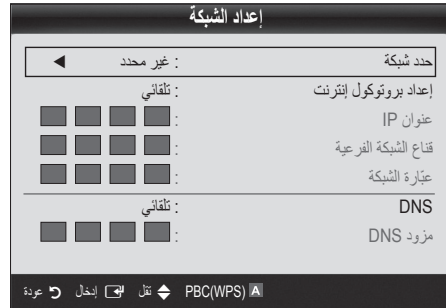 إعداد الشبكة
حدد شبكة : غير محدد ◀
إعداد بروتوكول إنترنت : تلقائي
عنوان IP :
قناع الشبكة الفرعية :
عبّارة الشبكة :
DNS : تلقائي
مزود DNS :
PBC(WPS) A نقل إدخال عودة